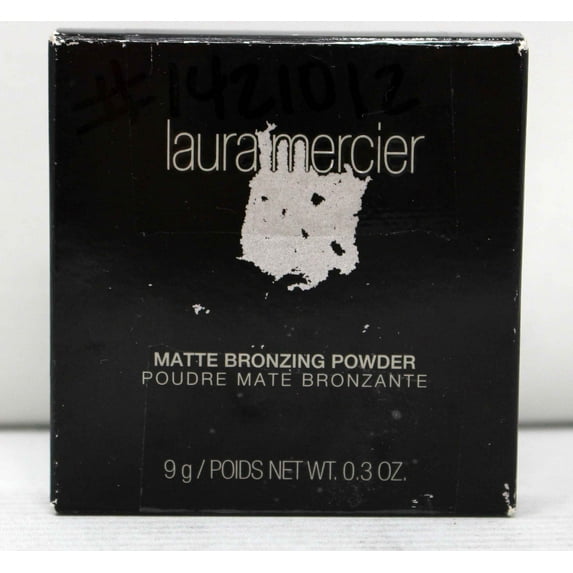 #1421012
laura mercier
MATTE BRONZING POWDER
POUDRE MATE BRONZANTE
9 g / POIDS NET WT. 0.3 OZ.